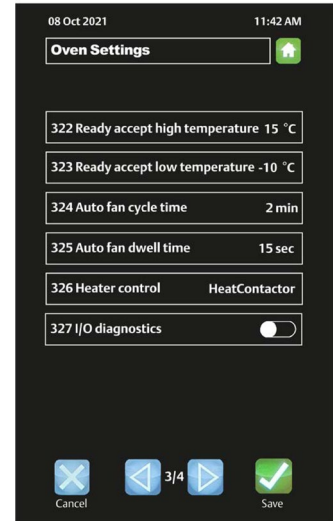 08 Oct 2021 11:42 AM
Oven Settings
322 Ready accept high temperature 15 °C
323 Ready accept low temperature -10 °C
324 Auto fan cycle time 2 min
325 Auto fan dwell time 15 sec
326 Heater control HeatContactor
327 I/O diagnostics
3/4
Cancel Save